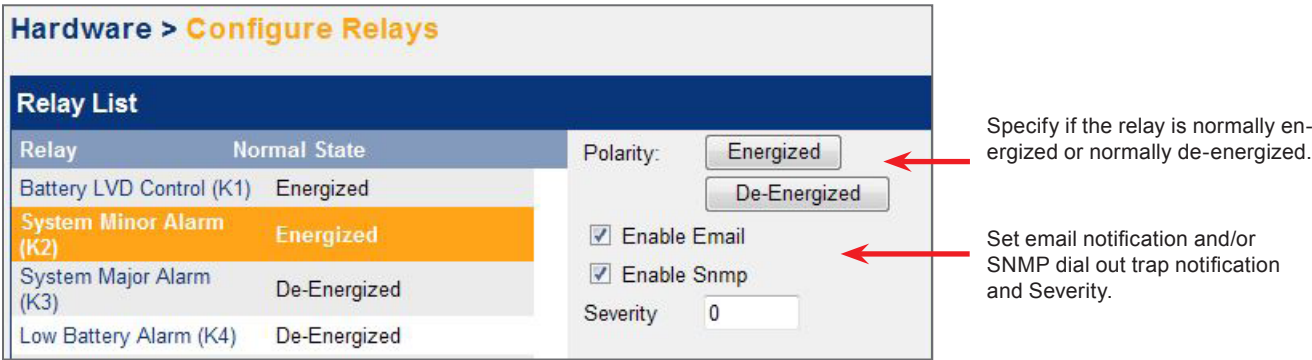 Hardware > Configure Relays
Relay List
Relay Normal State
Battery LVD Control (K1) Energized
System Minor Alarm
(K2) Energized
System Major Alarm
(K3) De-Energized
Low Battery Alarm (K4) De-Energized
Polarity: Energized
De-Energized
Enable Email
Enable Snmp
Severity 0
Specify if the relay is normally en-
ergized or normally de-energized.
Set email notification and/or
SNMP dial out trap notification
and Severity.